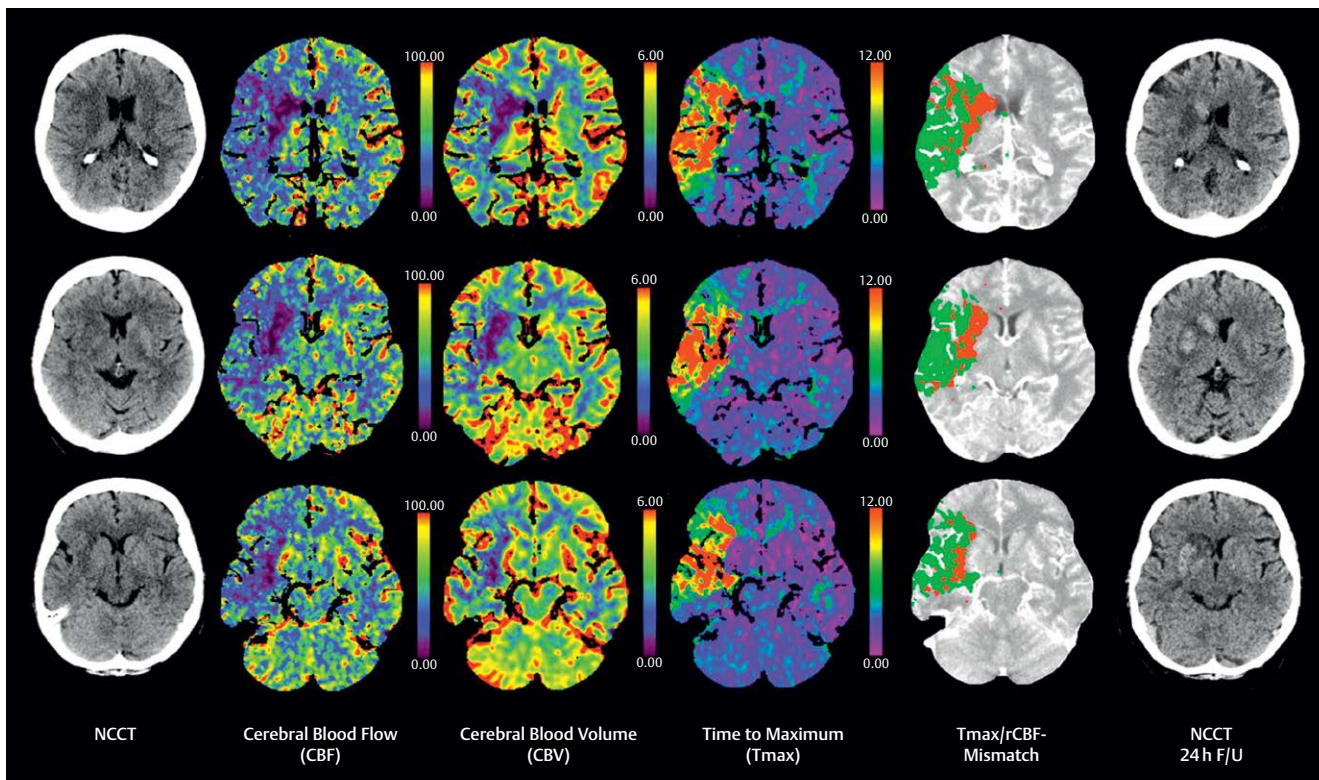 100.00
6.00
12.00
0.00
0.00
0.00
100.00
6.00
12.00
0.00
0.00
0.00
100.00
6.00
12.00
0.00
0.00
0.00
NCCT
Cerebral Blood Flow
(CBF)
Cerebral Blood Volume
(CBV)
Time to Maximum
(Tmax)
Tmax/rCBF-
Mismatch
NCCT
24 h F/U